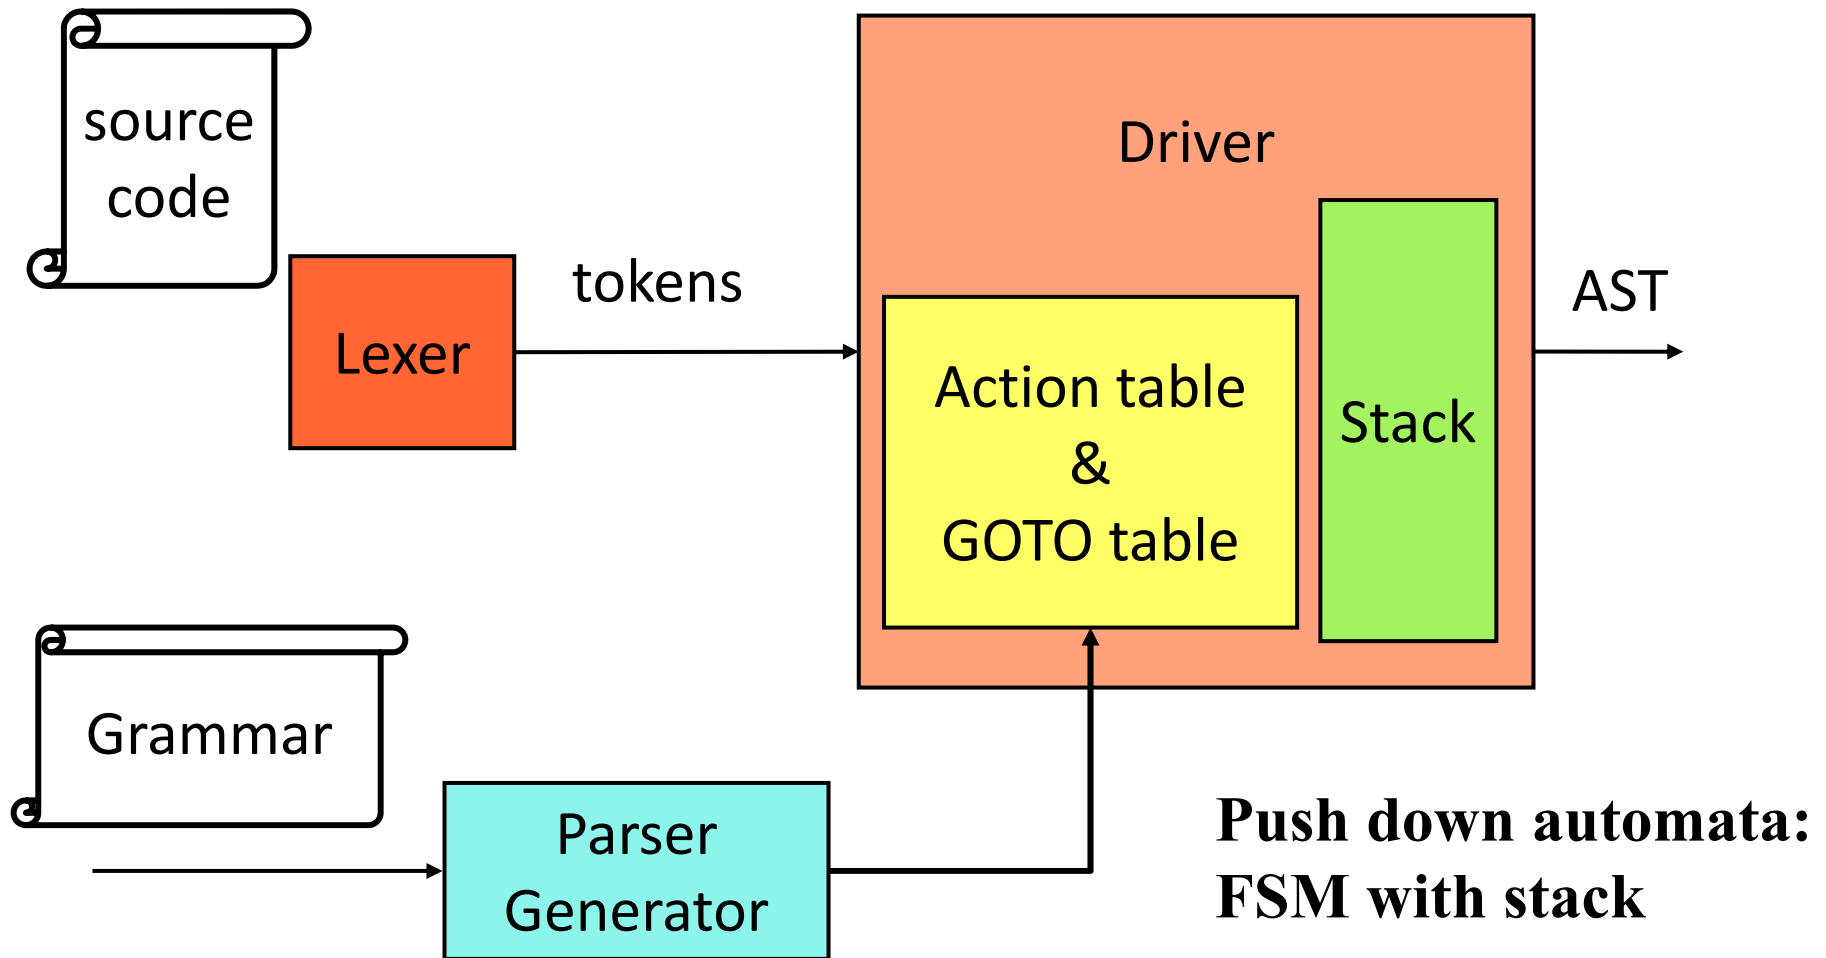 source
code
Lexer
tokens
Driver
Action table
&
GOTO table
Stack
AST
Grammar
Parser
Generator
Push down automata:
FSM with stack